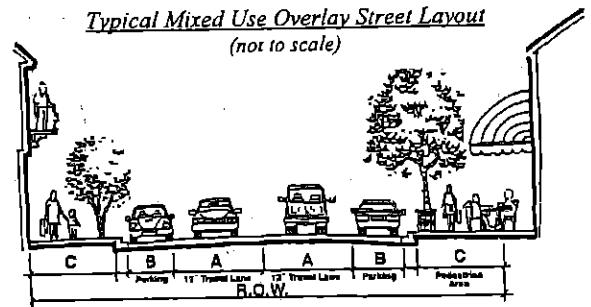 Typical Mixed Use Overlay Street Layout
(not to scale)
C B A A B C
Parking Travel Lane Travel Lane Parking Pedestrian Area
R.O.W.